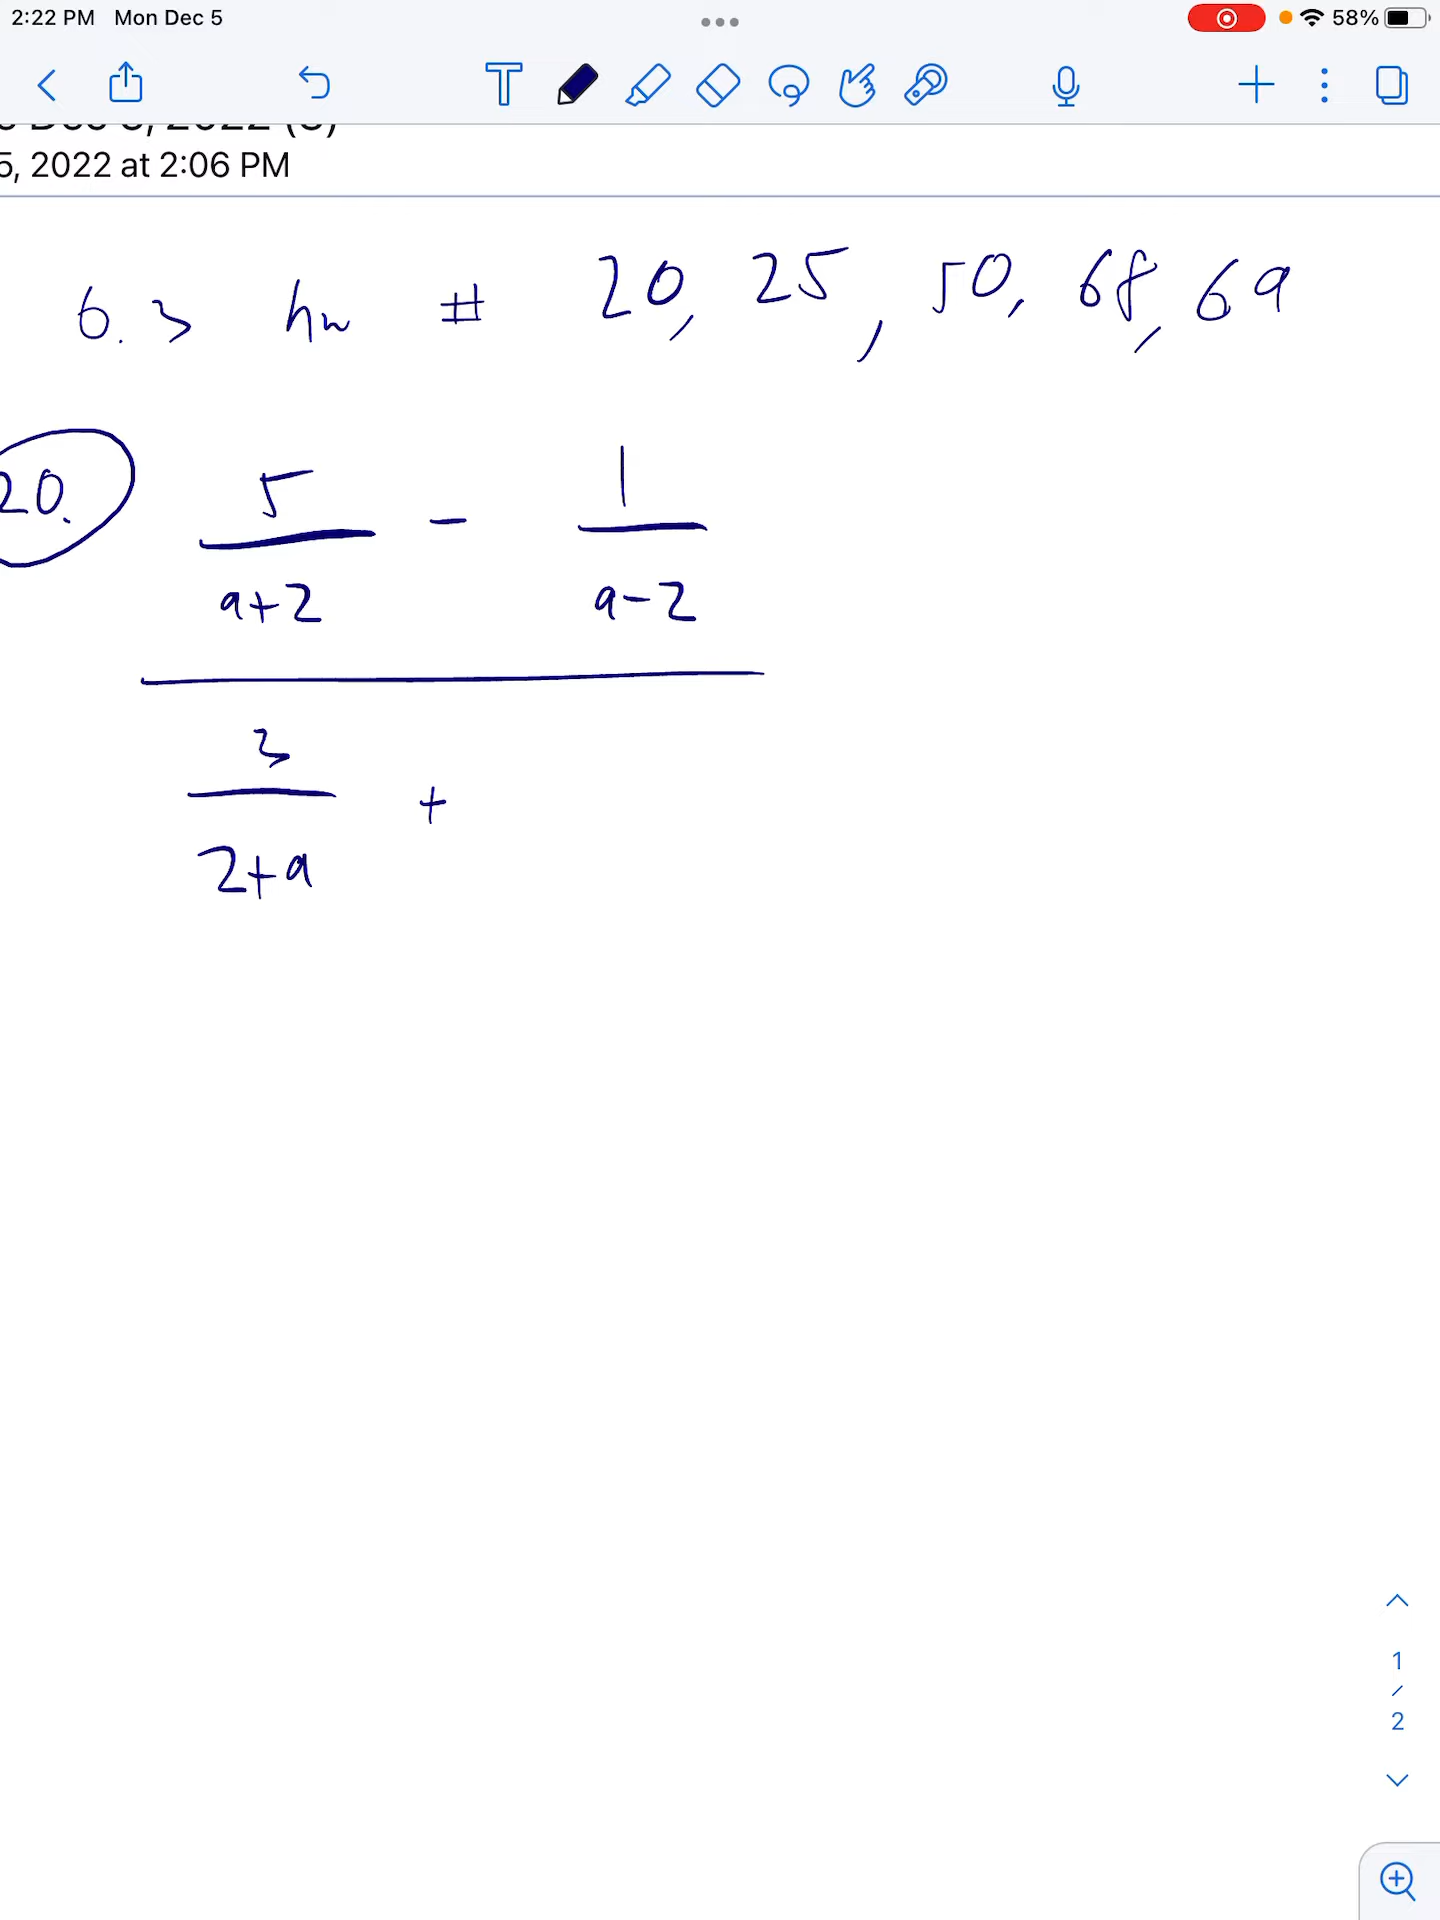 2:22 PM Mon Dec 5
58%
5, 2022 at 2:06 PM
6.3 hw # 20, 25, 50, 68, 69
20.
5 1
— - —
a+2 a-2
3
— +
2+a
1
/
2